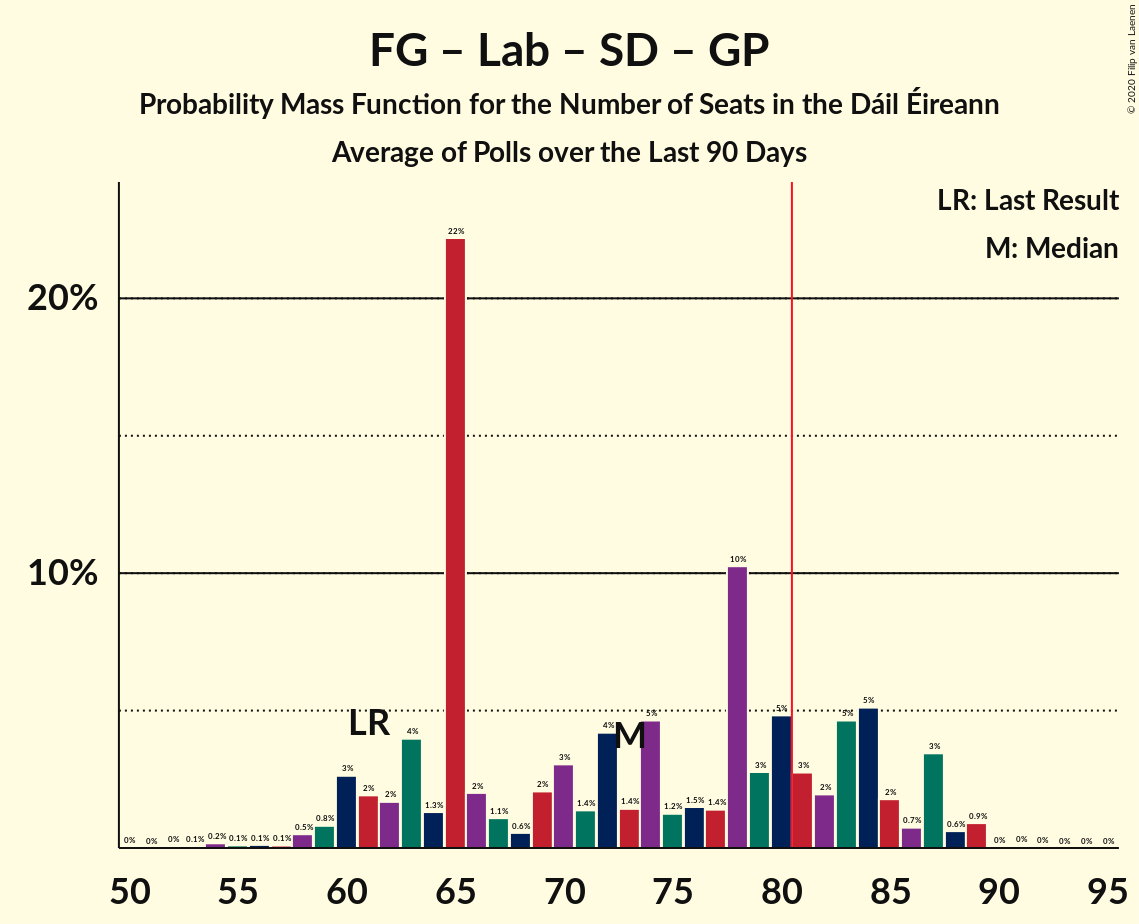 FG – Lab – SD – GP
Probability Mass Function for the Number of Seats in the Dáil Éireann
Average of Polls over the Last 90 Days
© 2020 Filip van Laenen
LR: Last Result
M: Median
20%
10%
LR
M
0% 0% 0% 0.1% 0.2% 0.1% 0.1% 0.1% 0.5% 0.8% 3% 2% 2% 4% 1.3% 22% 2% 1.1% 0.6% 2% 3% 1.4% 4% 1.4% 5% 1.2% 1.5% 1.4% 10% 3% 5% 3% 2% 5% 5% 2% 0.7% 3% 0.6% 0.9% 0% 0% 0% 0% 0% 0%
50 55 60 65 70 75 80 85 90 95